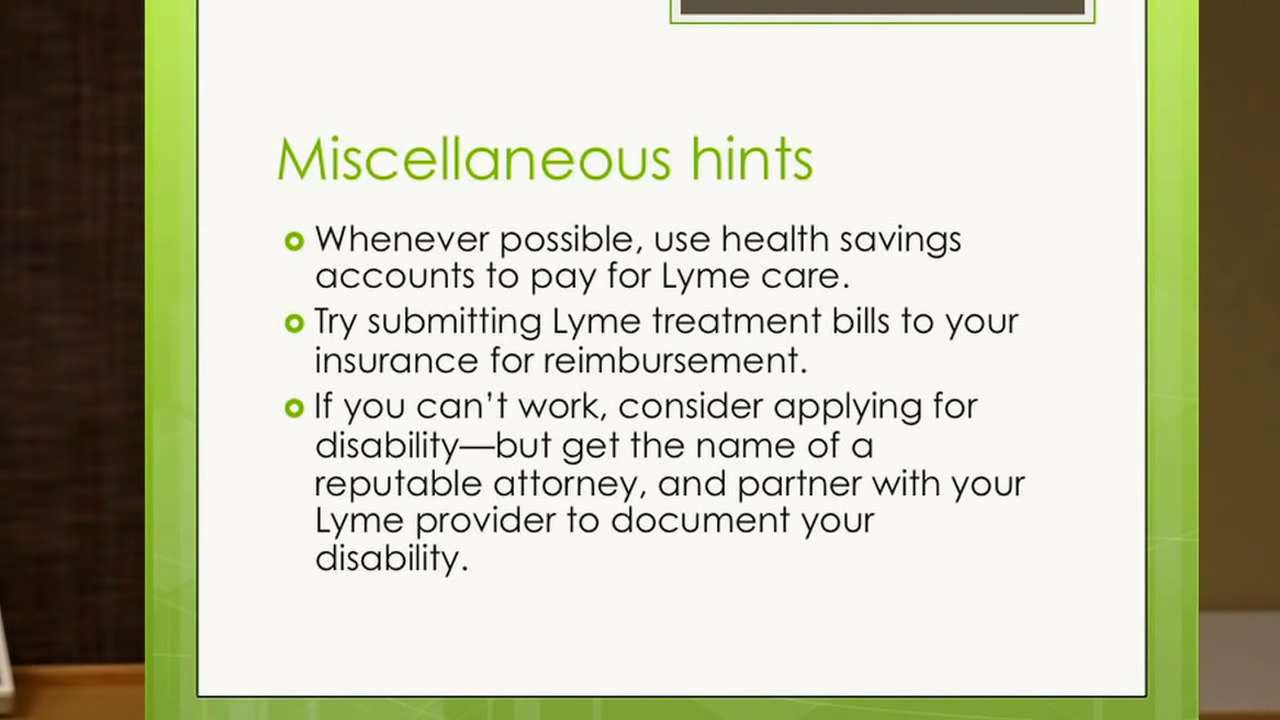 Miscellaneous hints
Whenever possible, use health savings
accounts to pay for Lyme care.
Try submitting Lyme treatment bills to your
insurance for reimbursement.
If you can’t work, consider applying for
disability—but get the name of a
reputable attorney, and partner with your
Lyme provider to document your
disability.